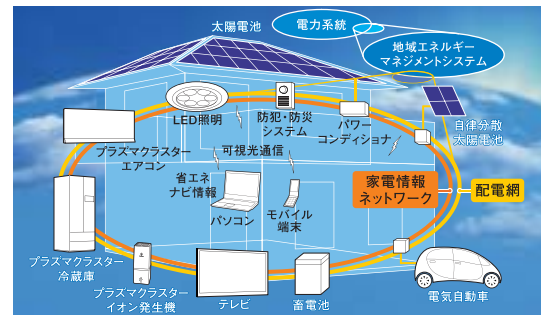 太陽電池
電力系統
地域エネルギー
マネジメントシステム
LED照明
防犯・防災
システム
パワー
コンディショナ
自律分散
太陽電池
プラズマクラスター
エアコン
可視光通信
省エネ
ナビ情報
パソコン
モバイル
端末
家電情報
ネットワーク
配電網
プラズマクラスター
冷蔵庫
プラズマクラスター
イオン発生機
テレビ
蓄電池
電気自動車